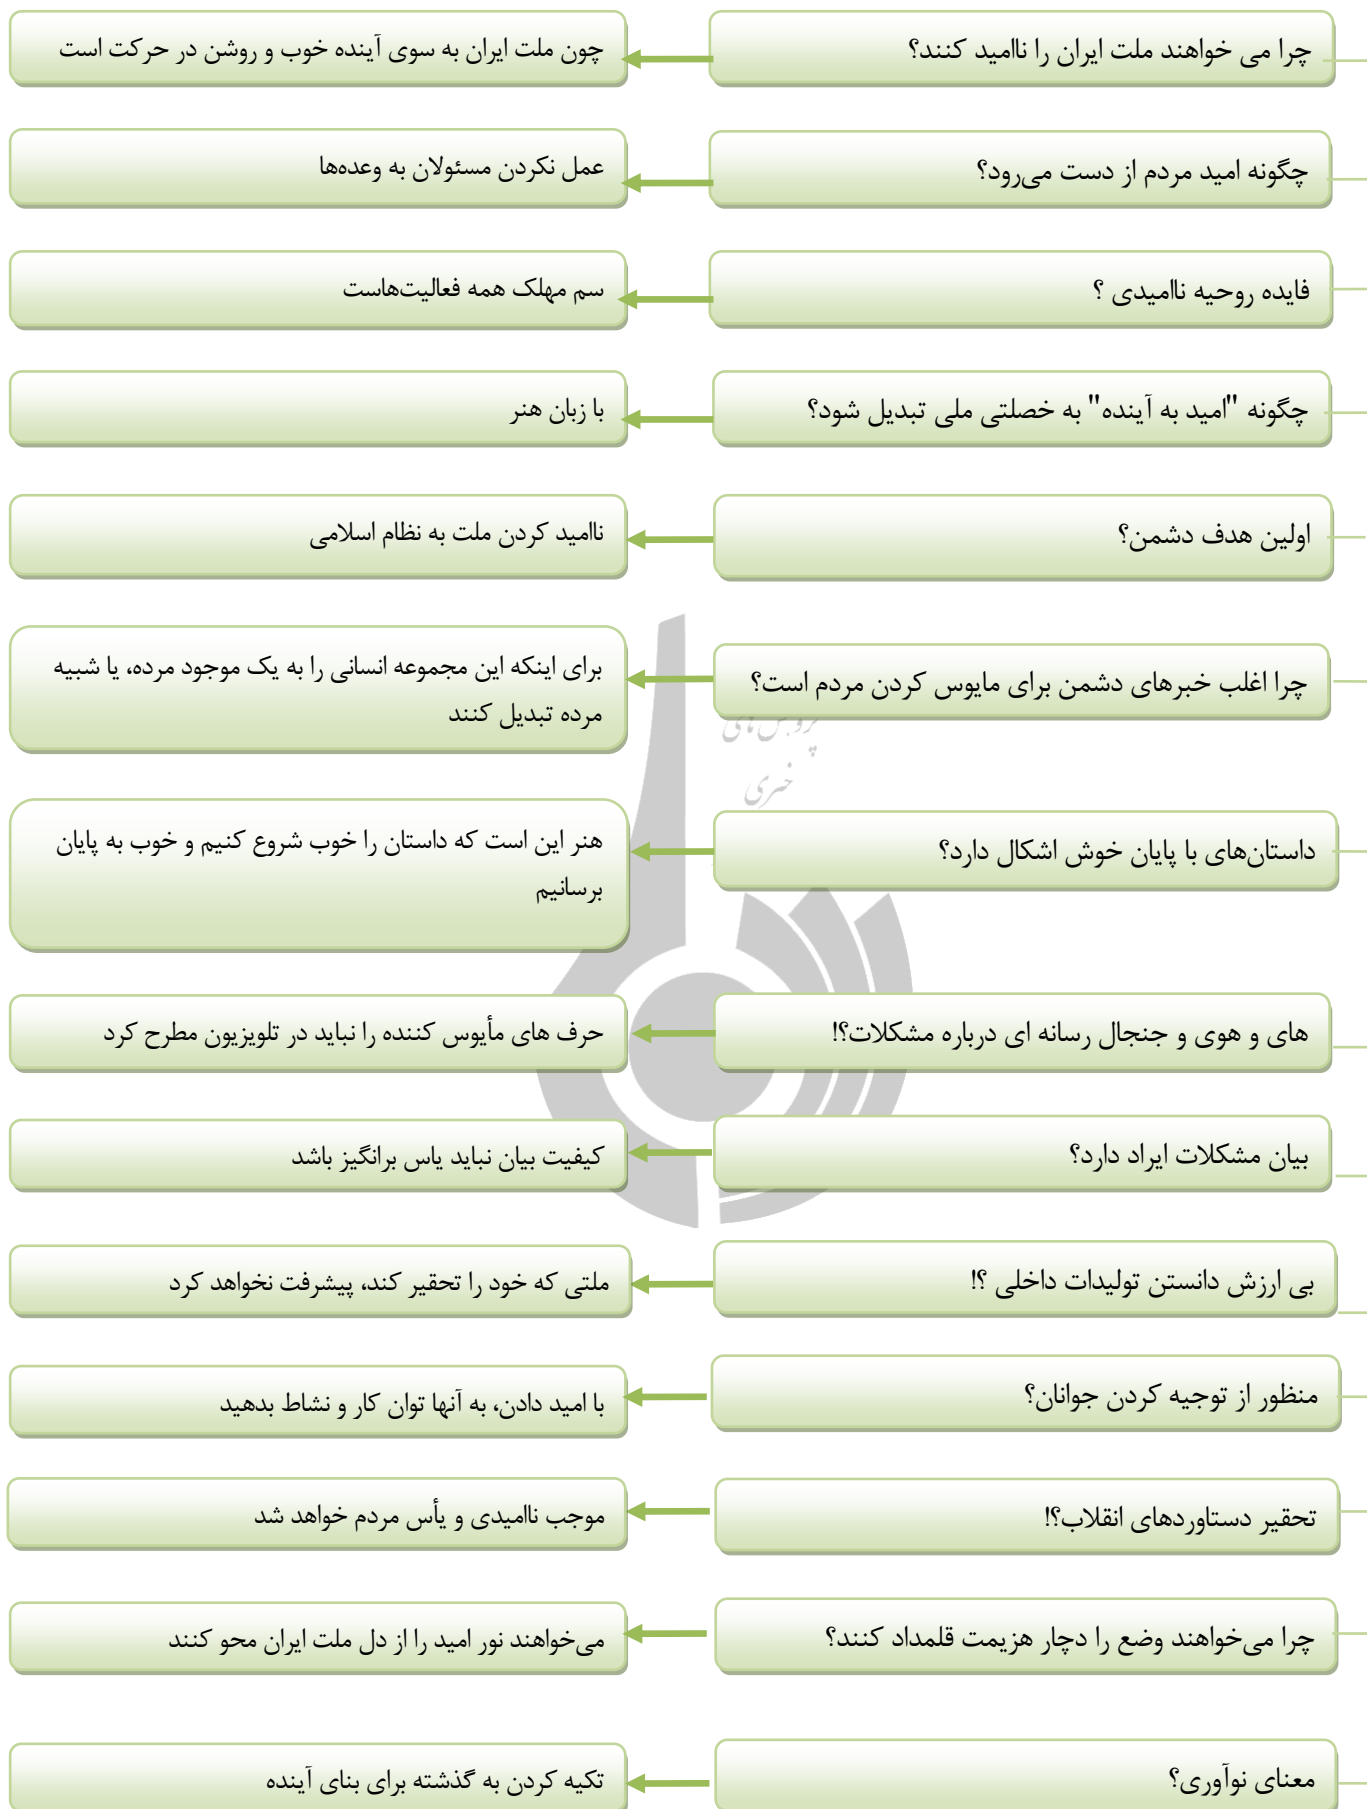 چرا می خواهند ملت ایران را ناامید کنند؟
چون ملت ایران به سوی آینده خوب و روشن در حرکت است
چگونه امید مردم از دست می‌رود؟
عمل نکردن مسئولان به وعده‌ها
فایده روحیه ناامیدی ؟
سم مهلک همه فعالیت‌هاست
چگونه "امید به آینده" به خصلتی ملی تبدیل شود؟
با زبان هنر
اولین هدف دشمن؟
ناامید کردن ملت به نظام اسلامی
چرا اغلب خبرهای دشمن برای مایوس کردن مردم است؟
برای اینکه این مجموعه انسانی را به یک موجود مرده، یا شبیه
مرده تبدیل کنند
خبری
داستان‌های با پایان خوش اشکال دارد؟
هنر این است که داستان را خوب شروع کنیم و خوب به پایان
برسانیم
های و هوی و جنجال رسانه ای درباره مشکلات؟!
حرف های مأیوس کننده را نباید در تلویزیون مطرح کرد
بیان مشکلات ایراد دارد؟
کیفیت بیان نباید یاس برانگیز باشد
بی ارزش دانستن تولیدات داخلی ؟!
ملتی که خود را تحقیر کند، پیشرفت نخواهد کرد
منظور از توجیه کردن جوانان؟
با امید دادن، به آنها توان کار و نشاط بدهید
تحقیر دستاوردهای انقلاب؟!
موجب ناامیدی و یأس مردم خواهد شد
چرا می‌خواهند وضع را دچار هزیمت قلمداد کنند؟
می‌خواهند نور امید را از دل ملت ایران محو کنند
معنای نوآوری؟
تکیه کردن به گذشته برای بنای آینده